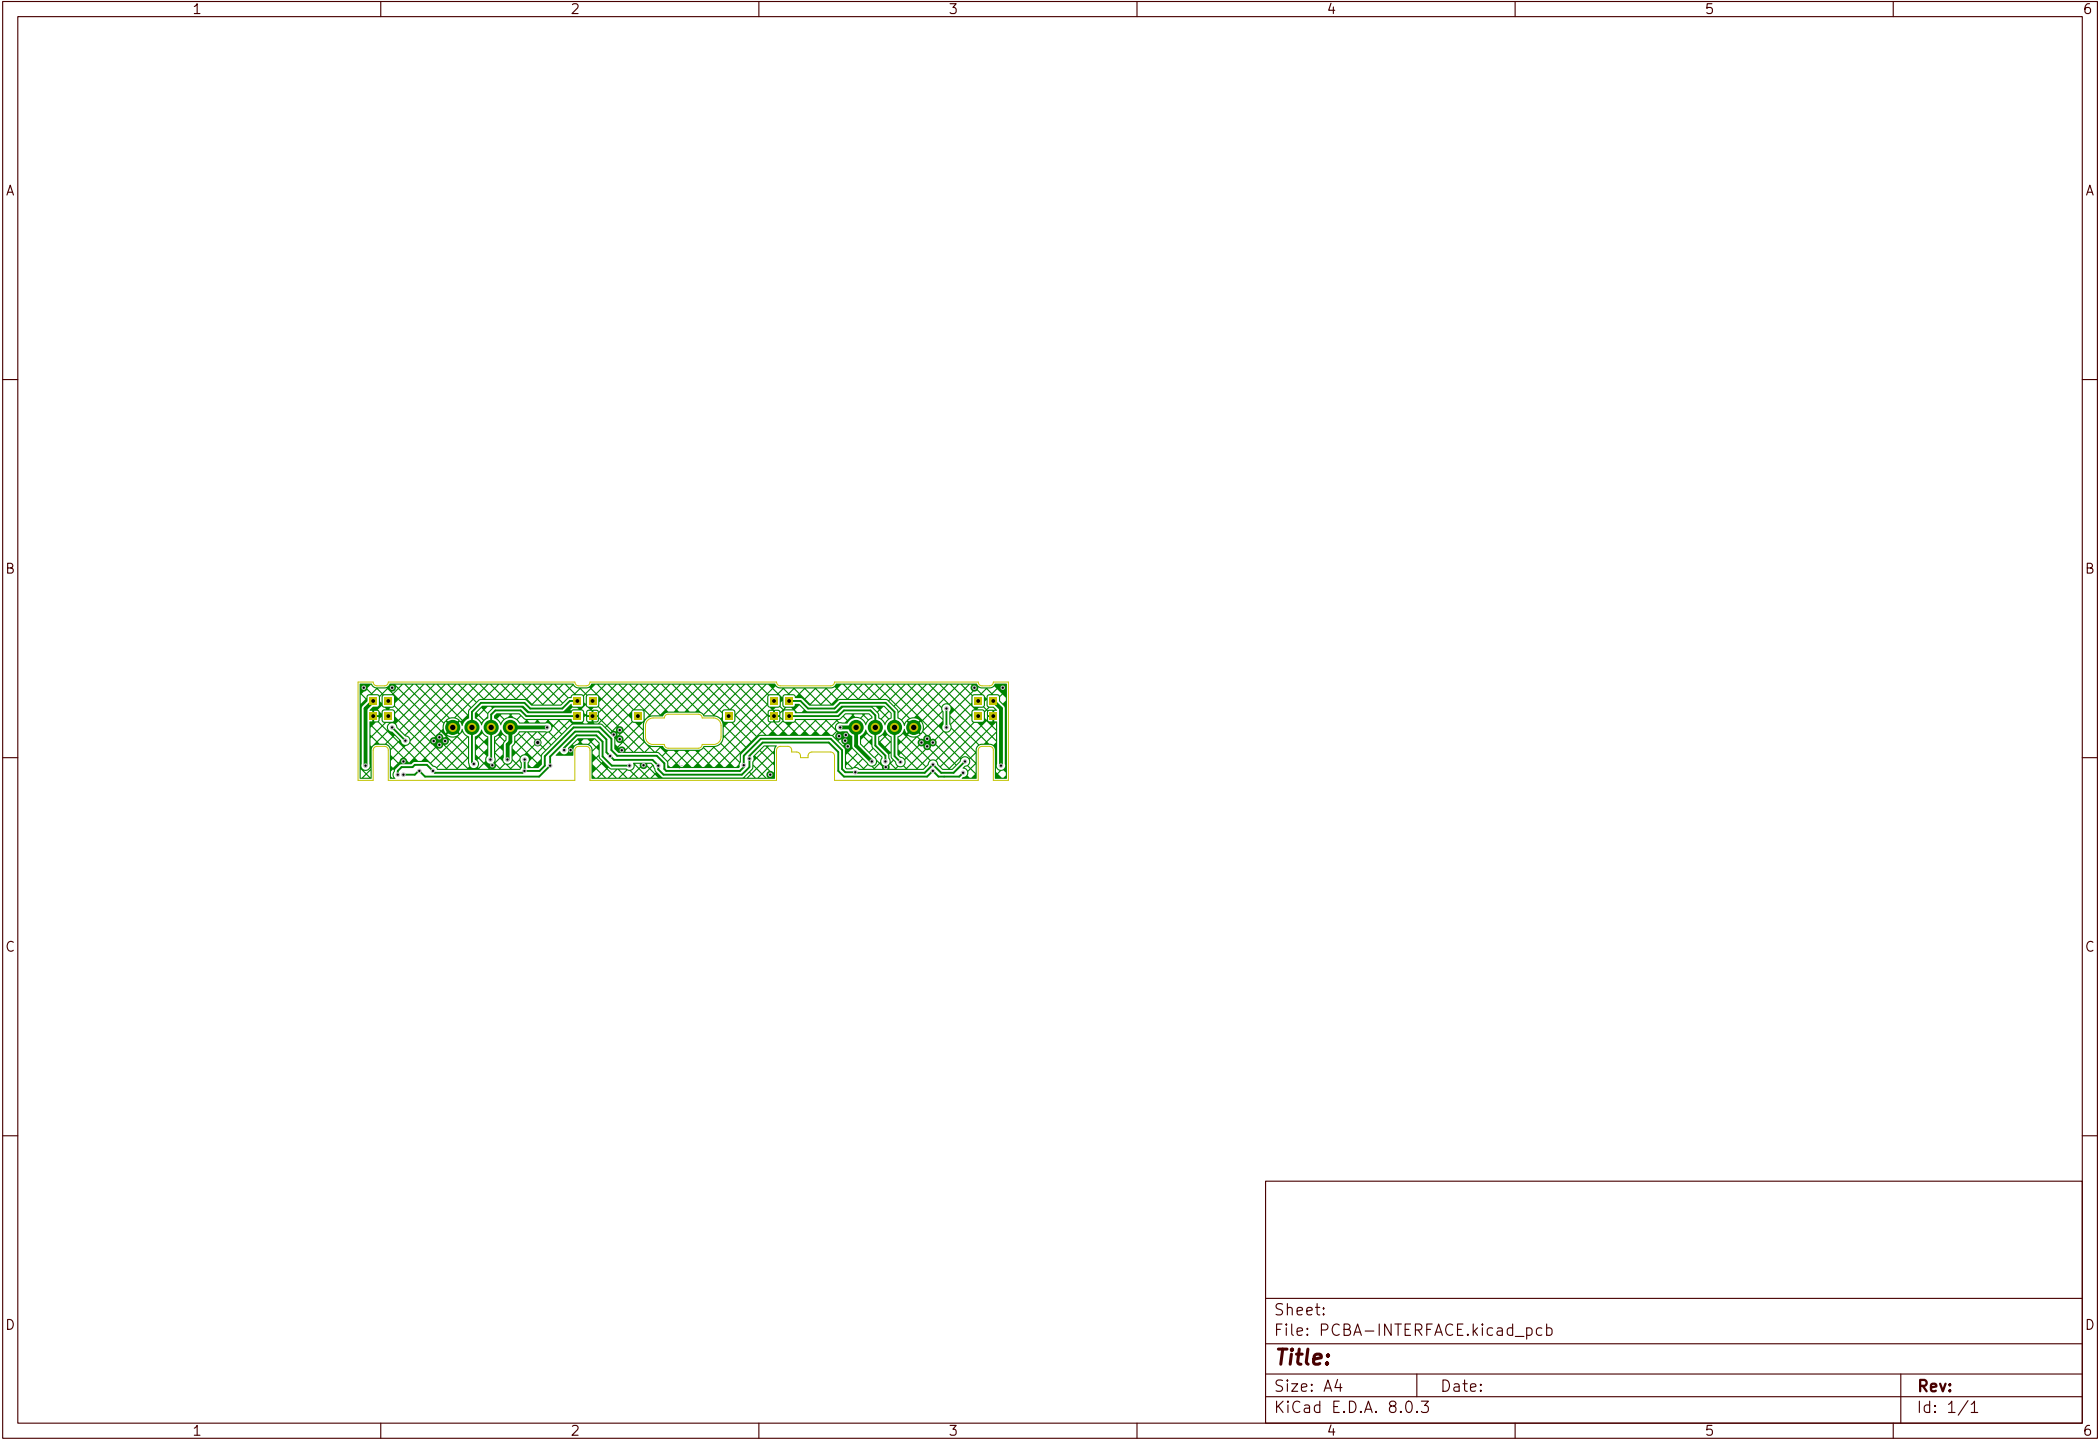 1 2 3 4 5 6
A A
B B
C C
Sheet:
File: PCBA-INTERFACE.kicad_pcb
D D
Title:
Size: A4 Date: Rev:
KiCad E.D.A. 8.0.3 Id: 1/1
1 2 3 4 5 6